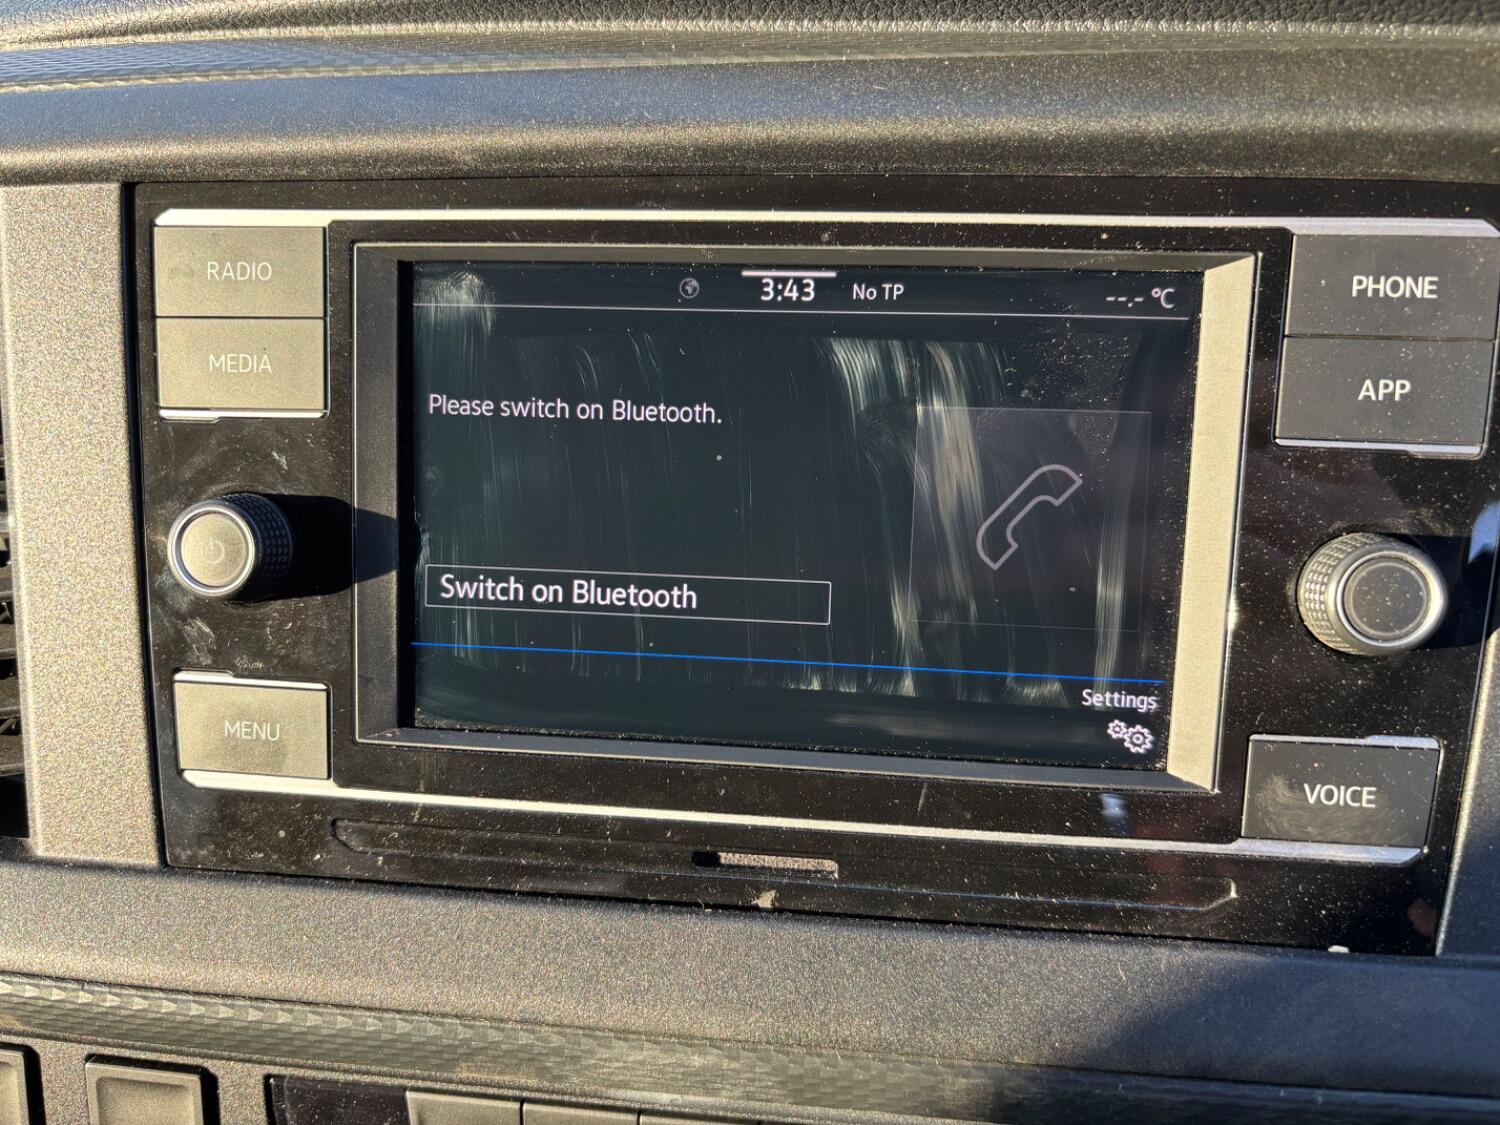 RADIO
MEDIA
MENU
3:43 No TP --.- °C
Please switch on Bluetooth.
Switch on Bluetooth
Settings
PHONE
APP
VOICE